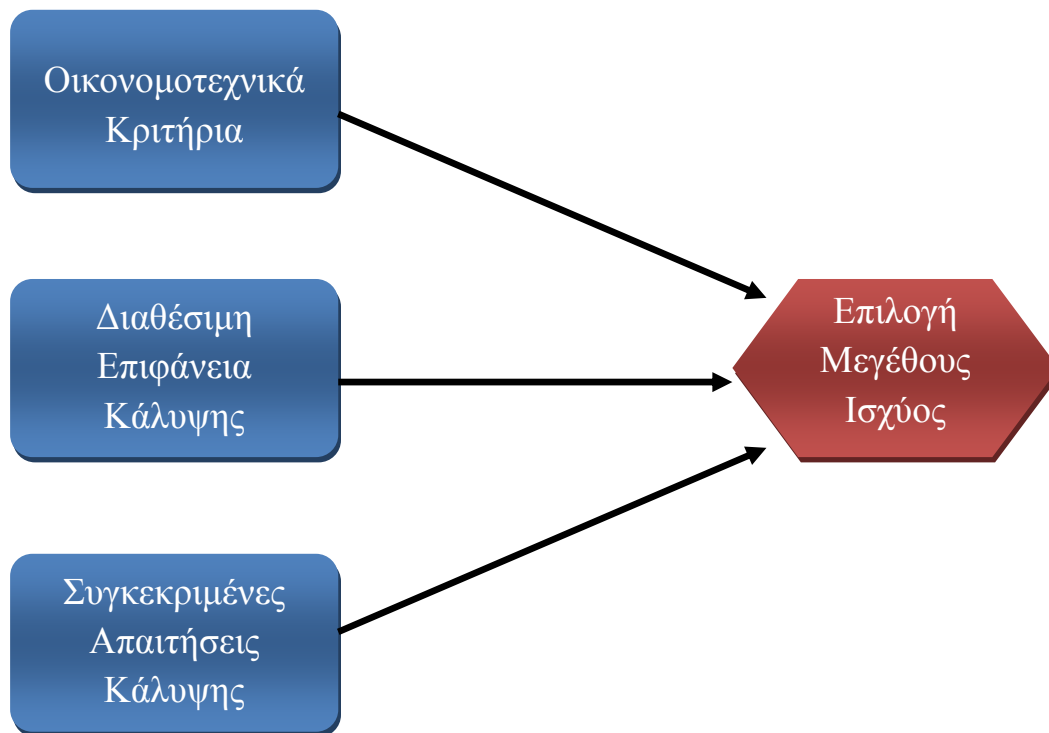 Οικονομοτεχνικά
Κριτήρια
Διαθέσιμη
Επιφάνεια
Κάλυψης
Συγκεκριμένες
Απαιτήσεις
Κάλυψης
Επιλογή
Μεγέθους
Ισχύος